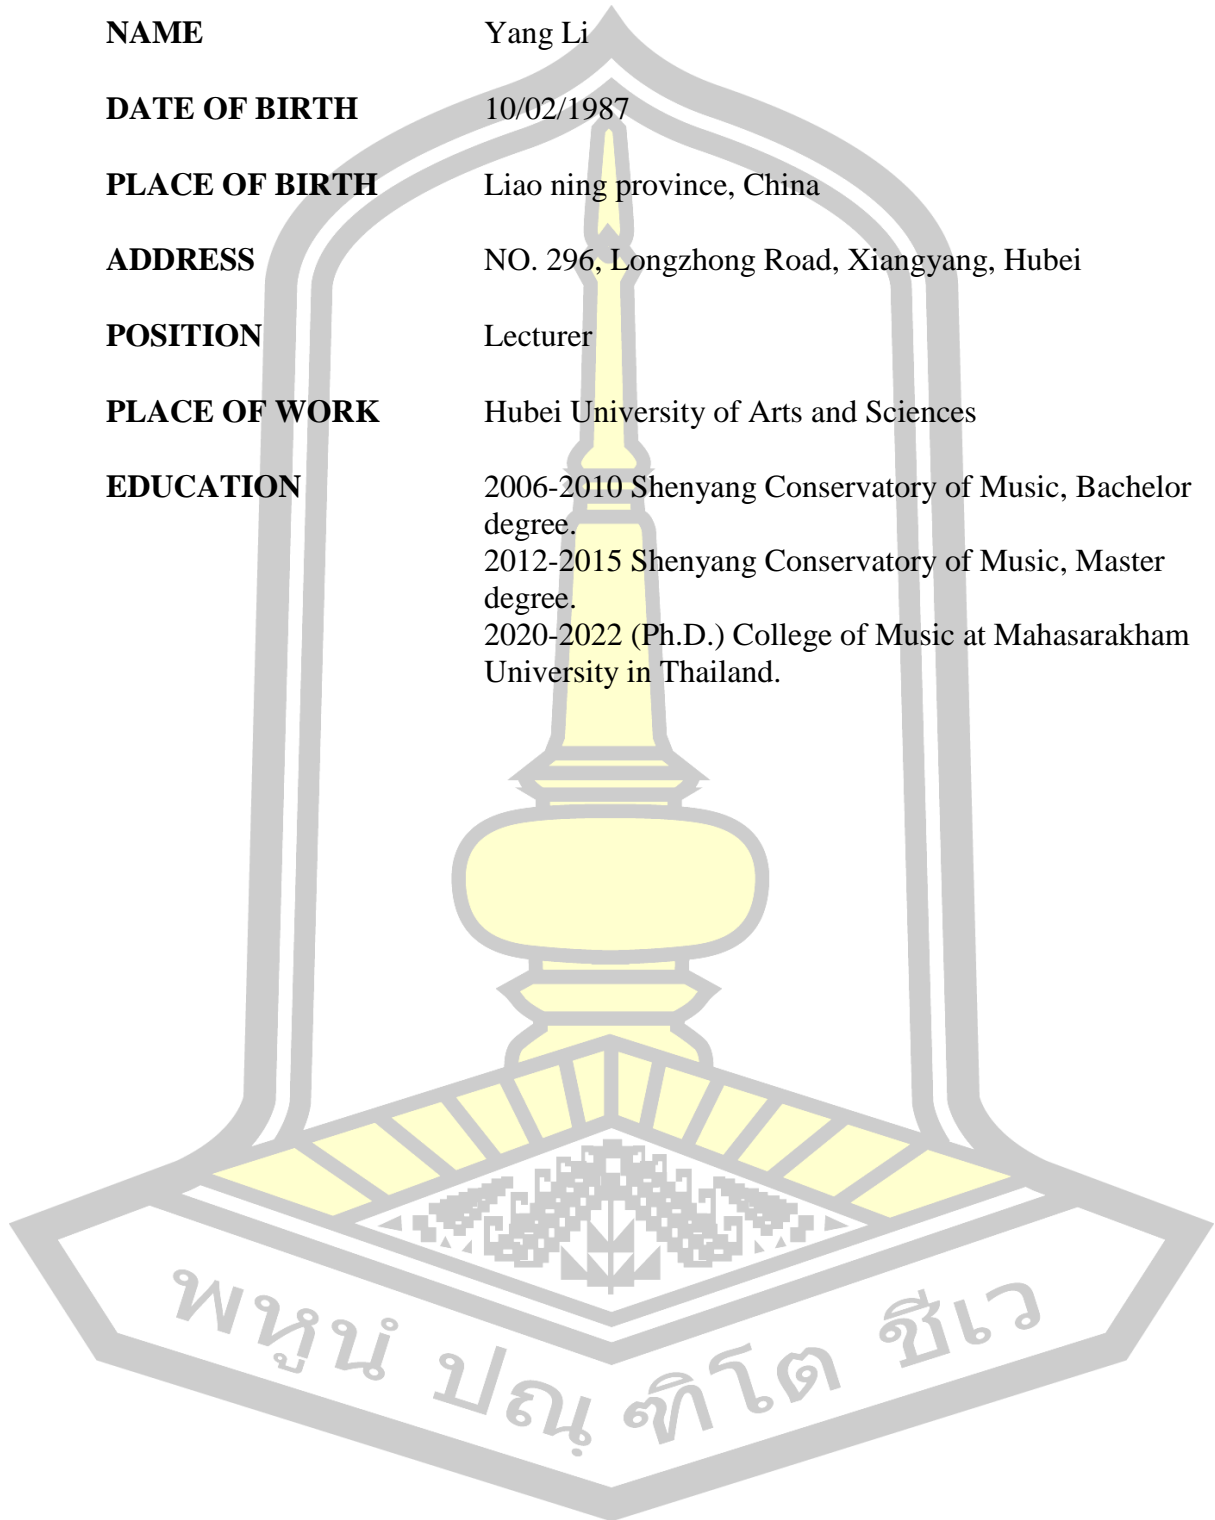 NAME Yang Li
DATE OF BIRTH 10/02/1987
PLACE OF BIRTH Liao ning province, China
ADDRESS NO. 296, Longzhong Road, Xiangyang, Hubei
POSITION Lecturer
PLACE OF WORK Hubei University of Arts and Sciences
EDUCATION 2006-2010 Shenyang Conservatory of Music, Bachelor
degree.
2012-2015 Shenyang Conservatory of Music, Master
degree.
2020-2022 (Ph.D.) College of Music at Mahasarakham
University in Thailand.
พหูนํ ปณฺฑิโต ชีเว